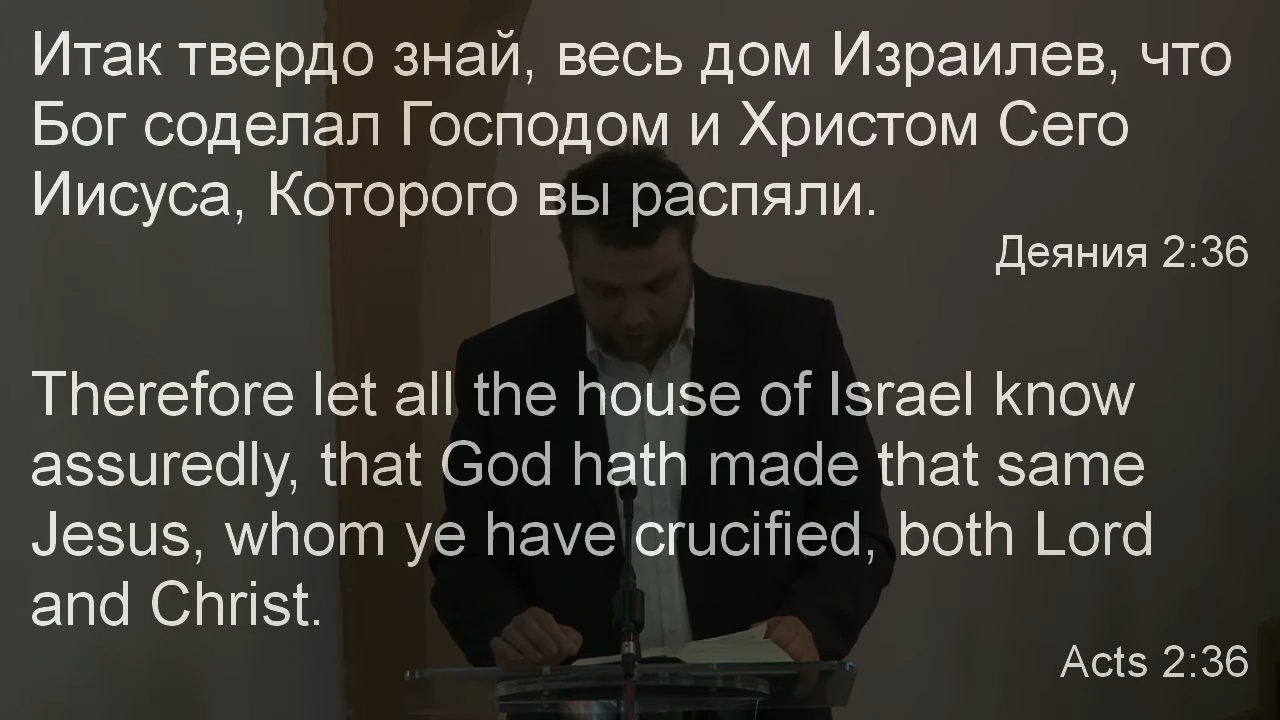 Итак твердо знай, весь дом Израилев, что
Бог соделал Господом и Христом Сего
Иисуса, Которого вы распяли.
Деяния 2:36
Therefore let all the house of Israel know
assuredly, that God hath made that same
Jesus, whom ye have crucified, both Lord
and Christ.
Acts 2:36